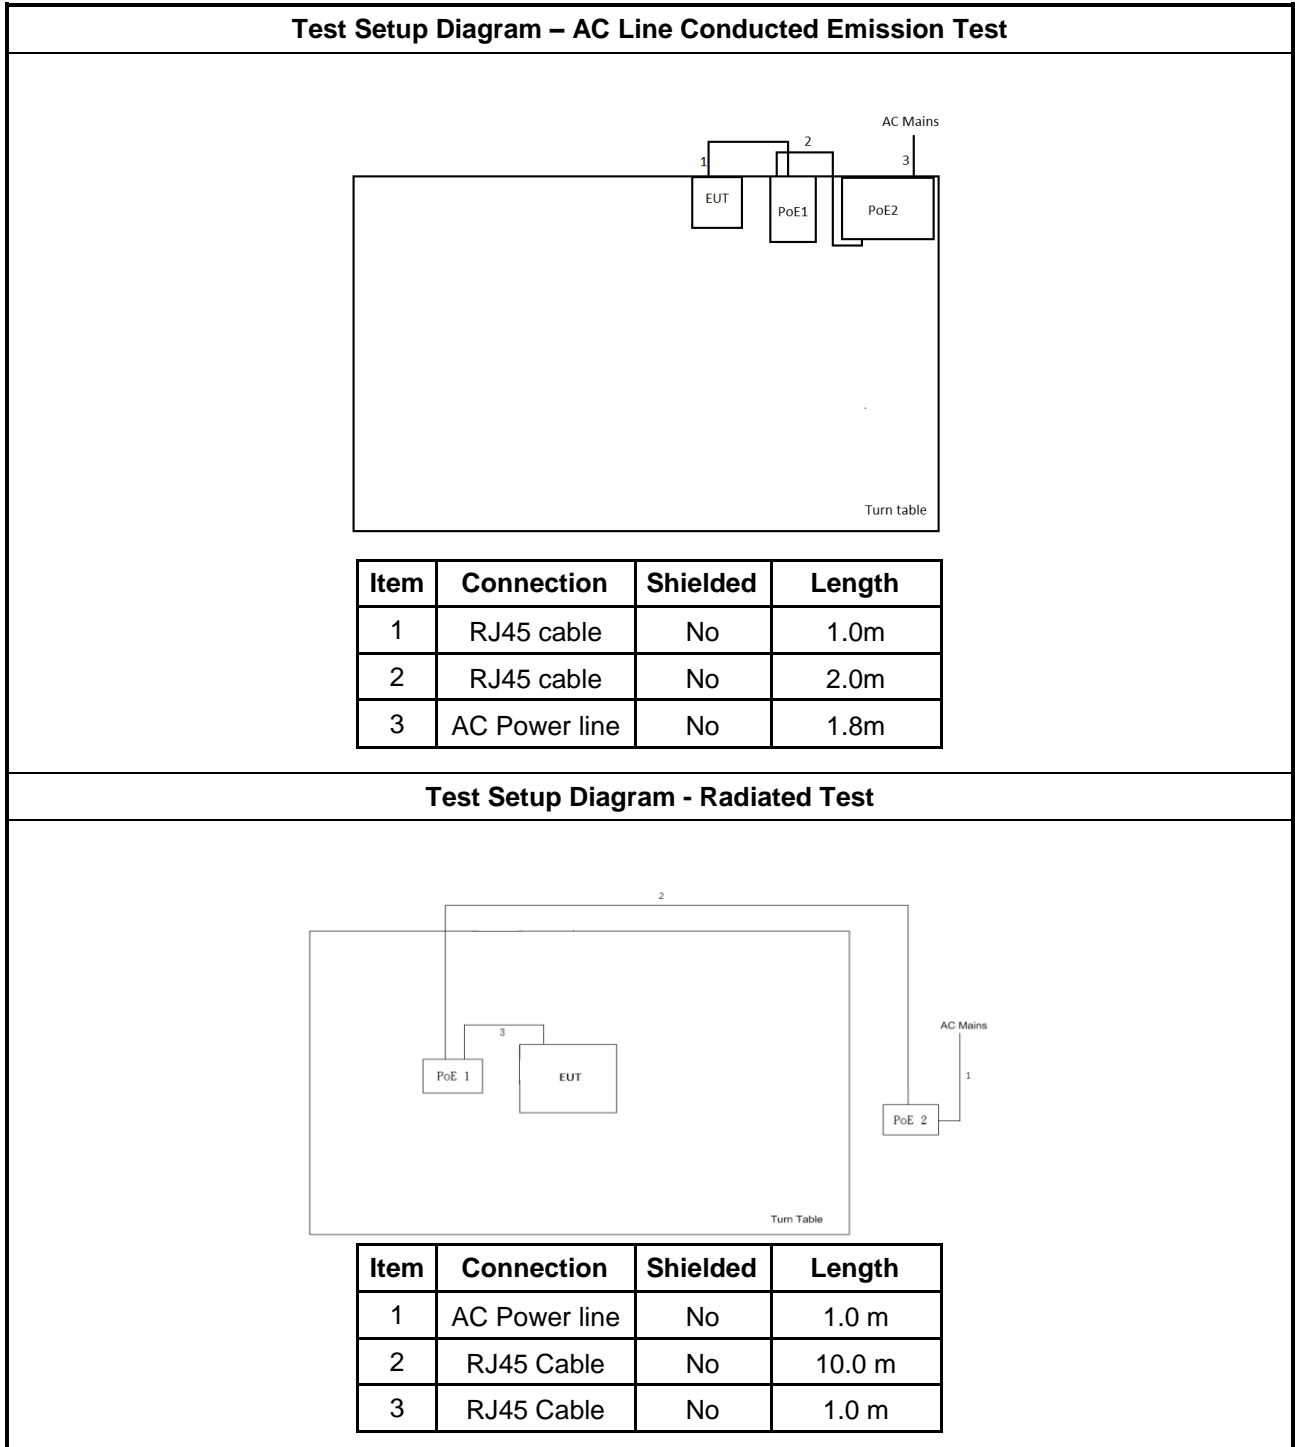 Test Setup Diagram – AC Line Conducted Emission Test
AC Mains
1
2
3
EUT
PoE1
PoE2
Turn table
Item Connection Shielded Length
1 RJ45 cable No 1.0m
2 RJ45 cable No 2.0m
3 AC Power line No 1.8m
Test Setup Diagram - Radiated Test
2
AC Mains
3
PoE 1
EUT
1
PoE 2
Turn Table
Item Connection Shielded Length
1 AC Power line No 1.0 m
2 RJ45 Cable No 10.0 m
3 RJ45 Cable No 1.0 m